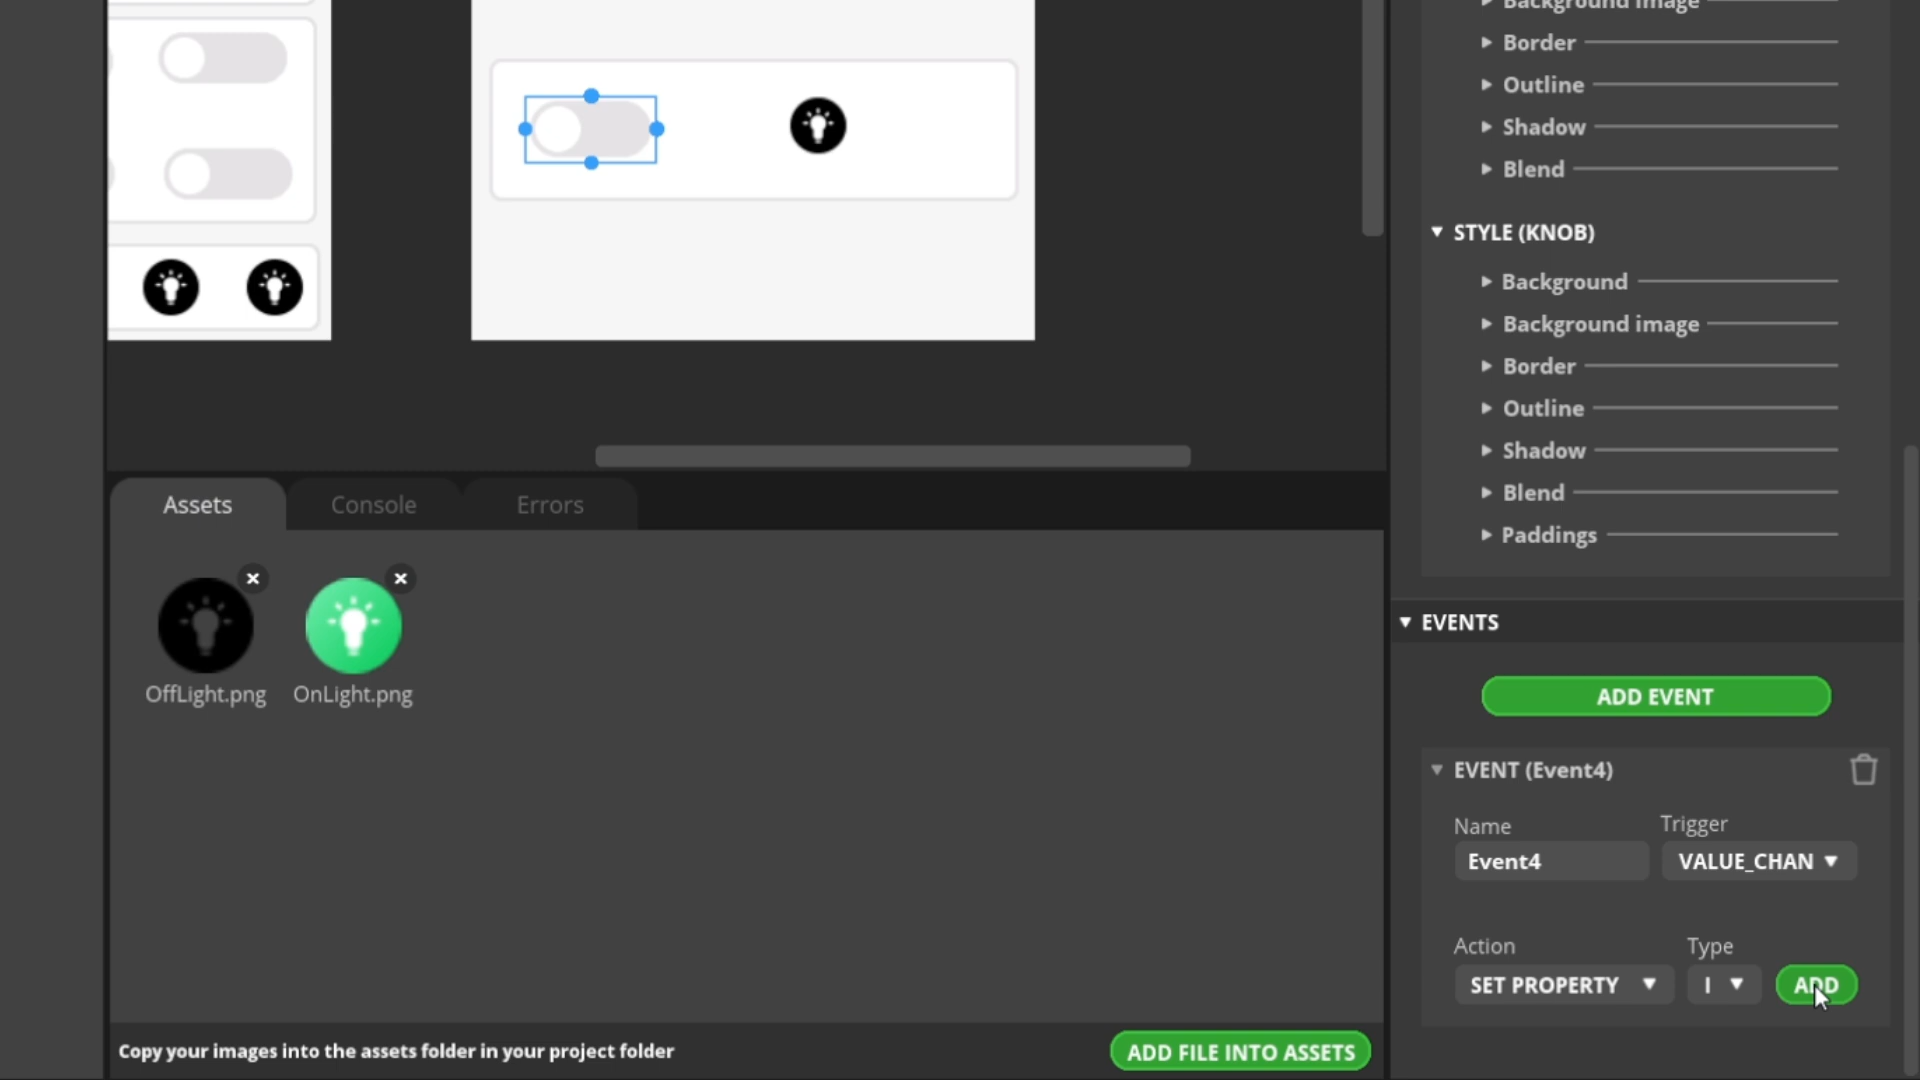 Background image
Border
Outline
Shadow
Blend
STYLE (KNOB)
Background
Background image
Border
Outline
Shadow
Blend
Paddings
Assets
Console
Errors
OffLight.png
OnLight.png
EVENTS
ADD EVENT
EVENT (Event4)
Name
Trigger
Event4
VALUE_CHAN
Action
Type
SET PROPERTY
I
ADD
Copy your images into the assets folder in your project folder
ADD FILE INTO ASSETS